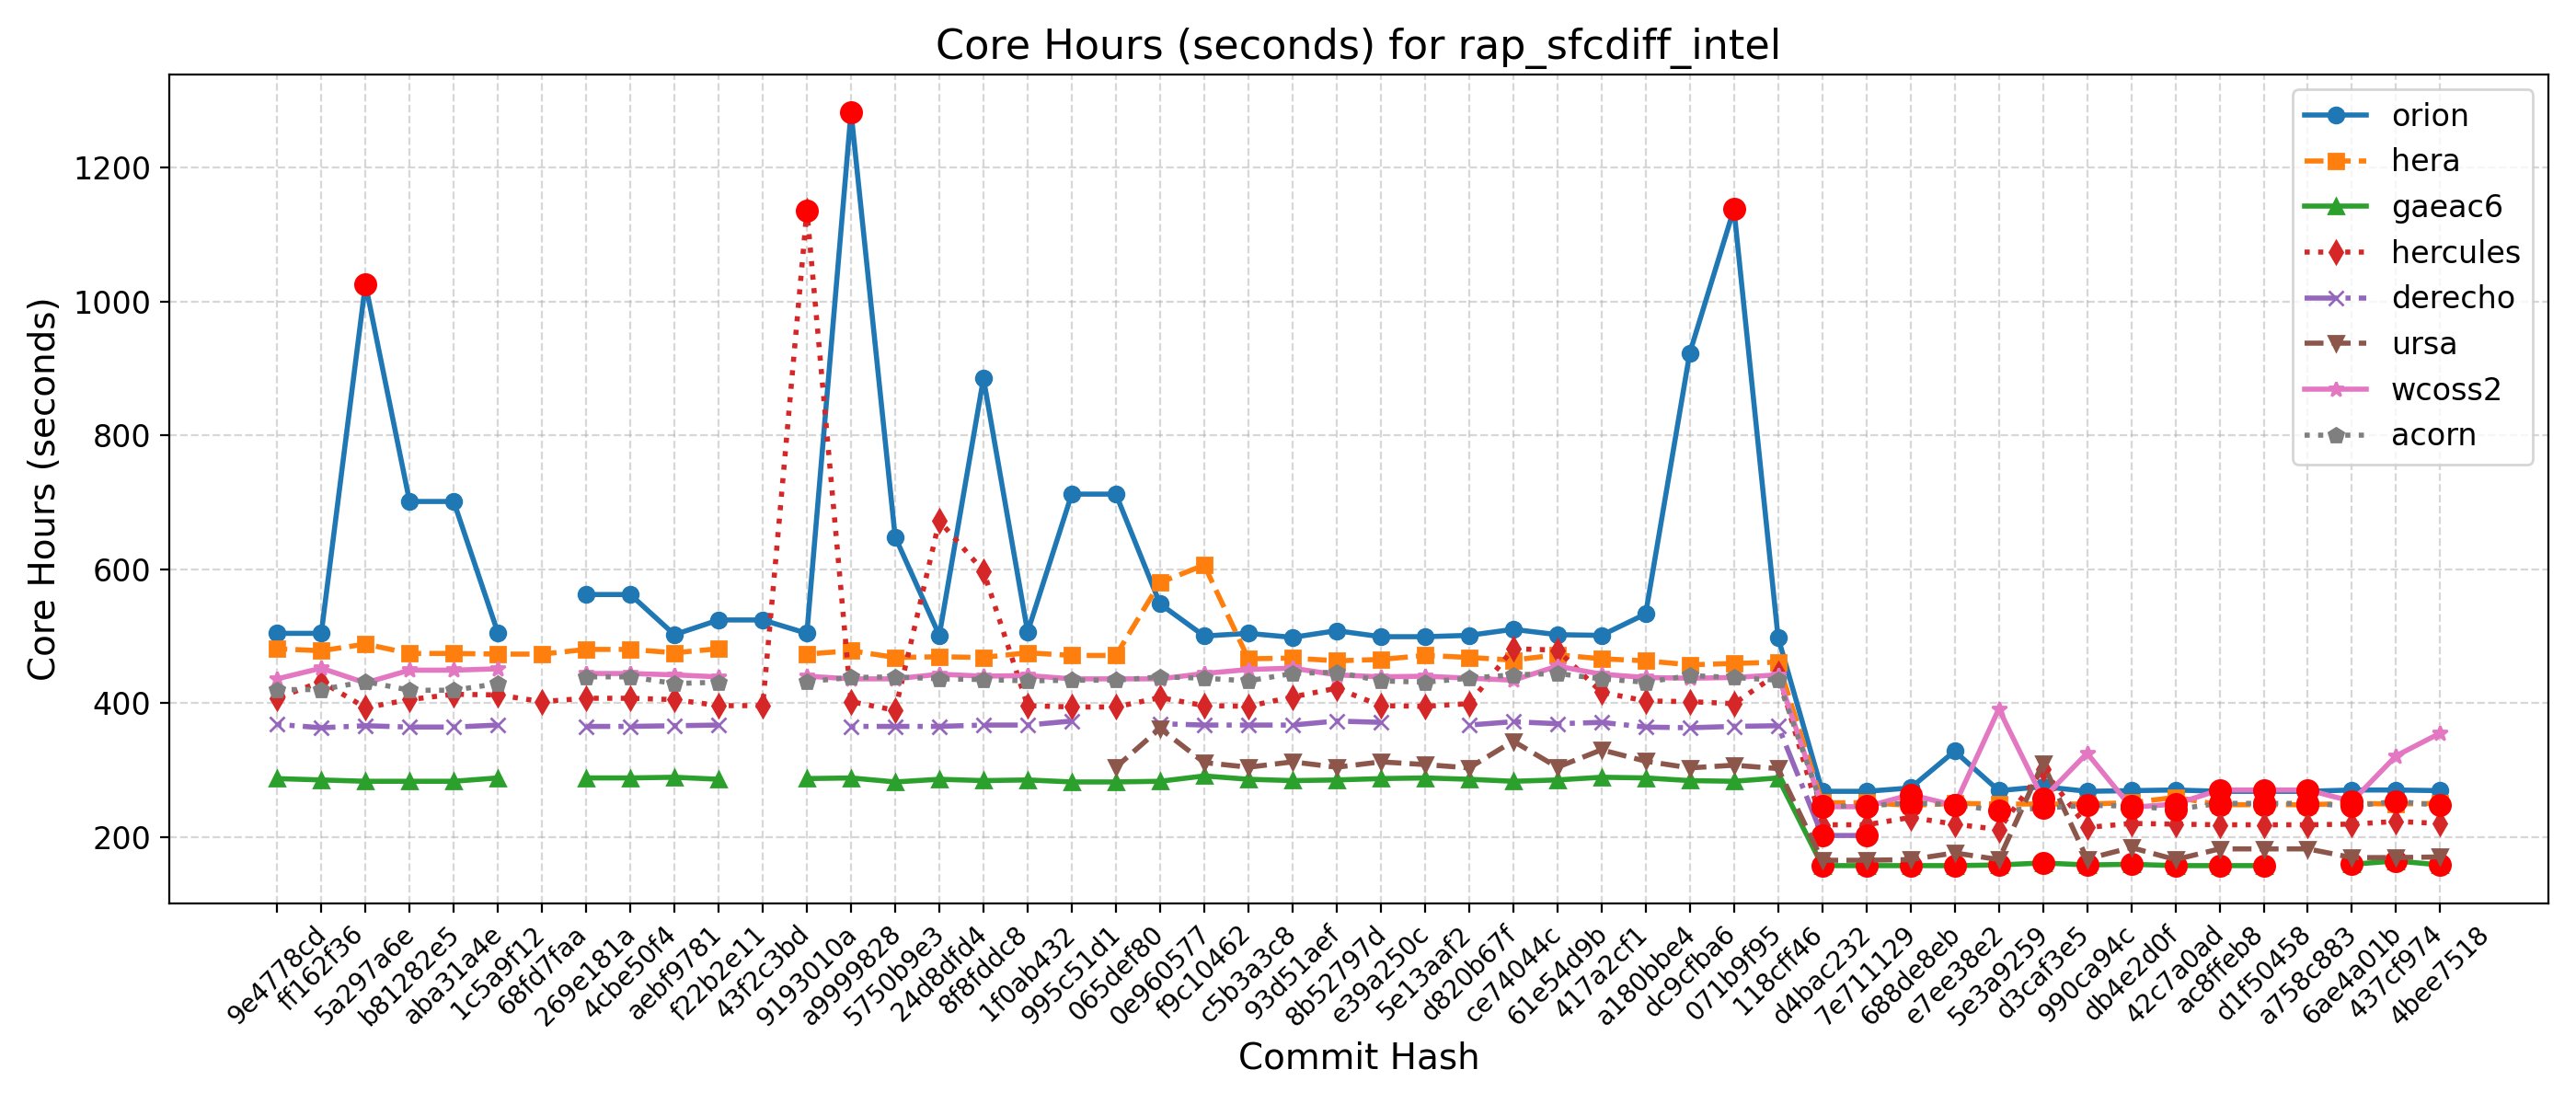 Core Hours (seconds) for rap_sfcdiff_intel
Core Hours (seconds)
1200
1000
800
600
400
200
orion
hera
gaeac6
hercules
derecho
ursa
wcoss2
acorn
9e4778cd
ff162f36
5a297a6e
b81282e5
aba31a4e
1c5a9f12
68fd7faa
269e181a
4cbe50f4
aebf9781
f22b2e11
43f2c3bd
9193010a
a9999828
5750b9e3
24d8dfd4
8f8fddc8
1f0ab432
995c51d1
065def80
0e960577
f9c10462
c5b3a3c8
93d51aef
8b52797d
e39a250c
5e13aaf2
d820b67f
ce74044c
61e54d9b
417a2cf1
a180bbe4
dc9cfba6
071b9f95
118cff46
d4bac232
7e711129
688de8eb
e7ee38e2
5e3a9259
d3caf3e5
990ca94c
db4e2d0f
42c7a0ad
ac8ffeb8
d1f50458
a758c883
6ae4a01b
437cf974
4bee7518
Commit Hash